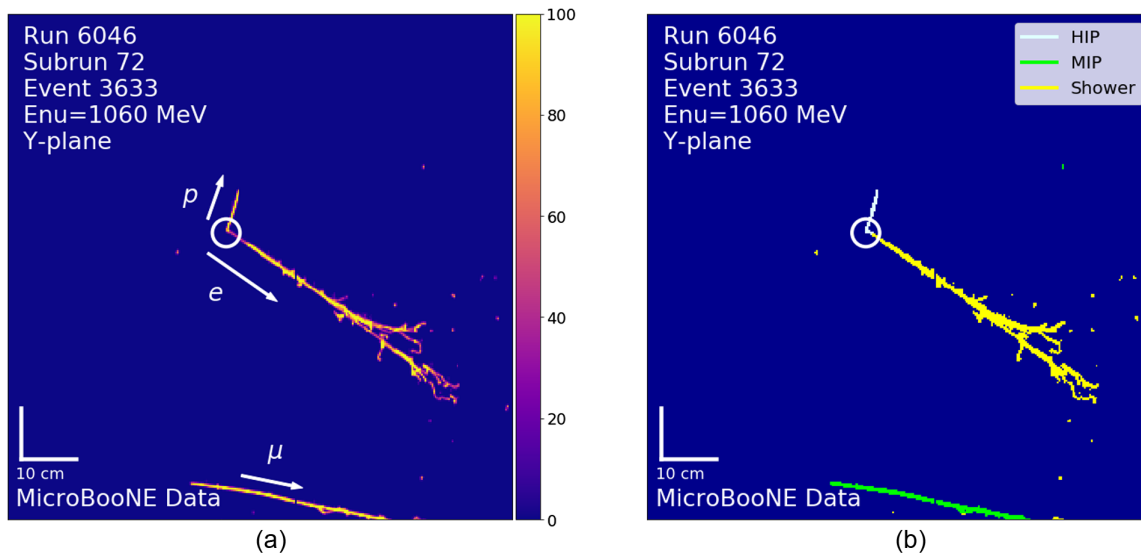 Run 6046
Subrun 72
Event 3633
Enu=1060 MeV
Y-plane
p
e
μ
10 cm
MicroBooNE Data
100
80
60
40
20
0
(a)
Run 6046
Subrun 72
Event 3633
Enu=1060 MeV
Y-plane
HIP
MIP
Shower
10 cm
MicroBooNE Data
(b)